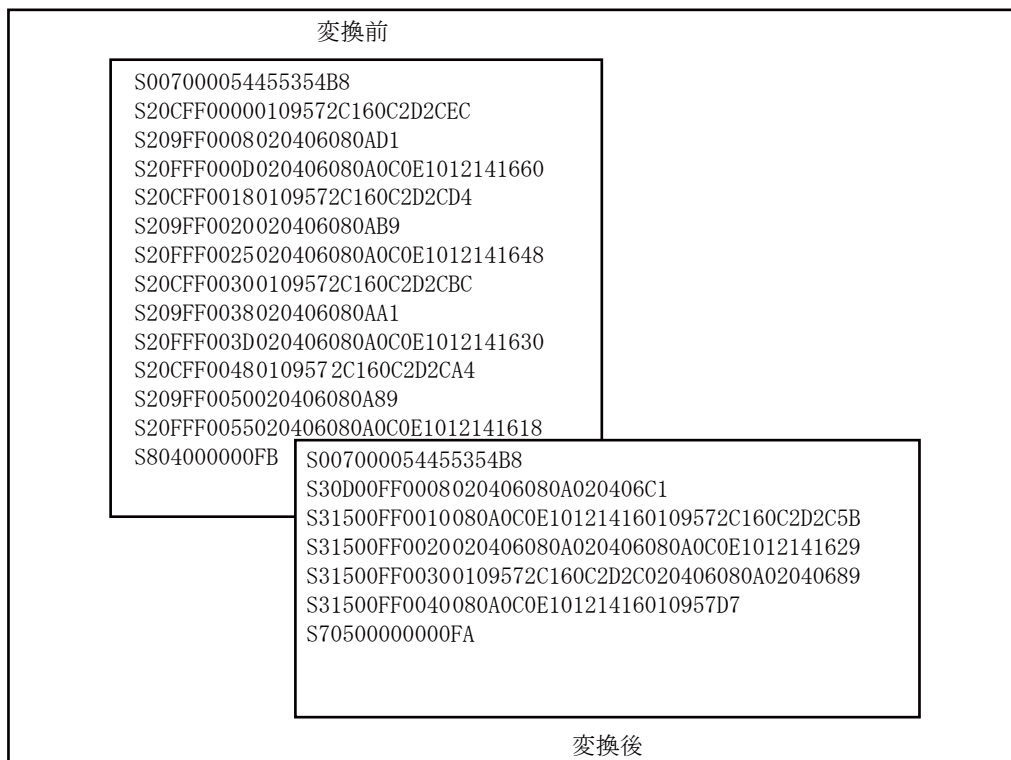 変換前
S007000054455354B8
S20CFF00000109572C160C2D2CEC
S209FF0008020406080AD1
S20FFF000D020406080A0C0E1012141660
S20CFF00180109572C160C2D2CD4
S209FF0020020406080AB9
S20FFF0025020406080A0C0E1012141648
S20CFF00300109572C160C2D2CBC
S209FF0038020406080AA1
S20FFF003D020406080A0C0E1012141630
S20CFF00480109572C160C2D2CA4
S209FF0050020406080A89
S20FFF0055020406080A0C0E1012141618
S804000000FB
S007000054455354B8
S30D00FF0008020406080A020406C1
S31500FF0010080A0C0E101214160109572C160C2D2C5B
S31500FF0020020406080A020406080A0C0E1012141629
S31500FF00300109572C160C2D2C020406080A02040689
S31500FF0040080A0C0E10121416010957D7
S70500000000FA
変換後